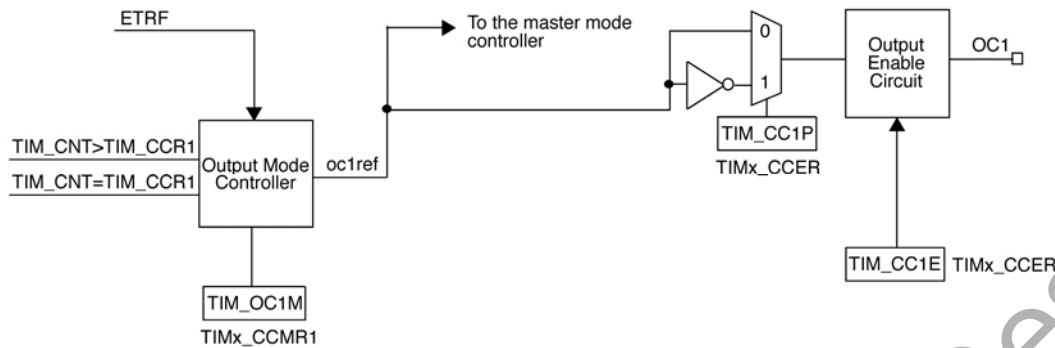 ETRF
To the master mode
controller
0
1
Output
Enable
Circuit
OC1
TIM_CC1P
TIMx_CCER
TIM_CNT>TIM_CCR1
TIM_CNT=TIM_CCR1
Output Mode
Controller
oc1ref
TIM_CC1E
TIMx_CCER
TIM_OC1M
TIMx_CCMR1